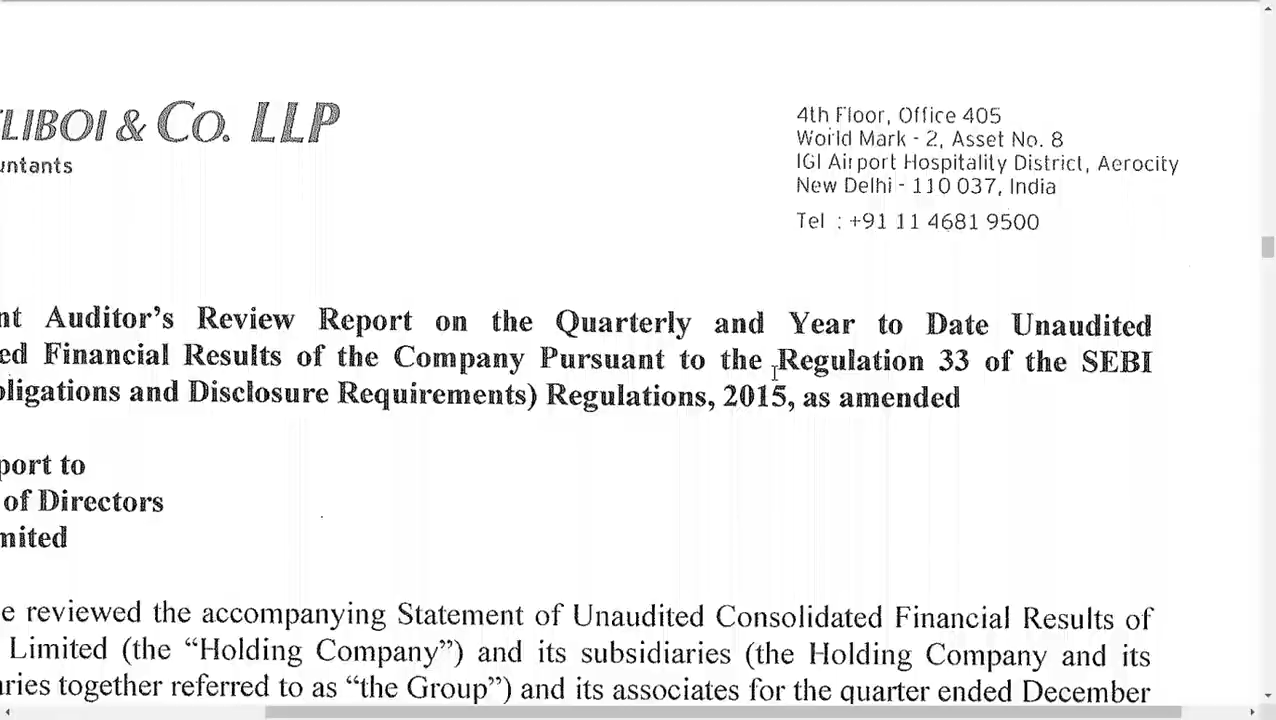 LIBOI & CO. LLP
untants
4th Floor, Office 405
World Mark - 2, Asset No. 8
IGI Airport Hospitality District, Aerocity
New Delhi - 110 037, India
Tel : +91 11 4681 9500
nt Auditor's Review Report on the Quarterly and Year to Date Unaudited
ed Financial Results of the Company Pursuant to the Regulation 33 of the SEBI
bligations and Disclosure Requirements) Regulations, 2015, as amended
port to
of Directors
mited
e reviewed the accompanying Statement of Unaudited Consolidated Financial Results of
Limited (the “Holding Company”) and its subsidiaries (the Holding Company and its
aries together referred to as “the Group”) and its associates for the quarter ended December